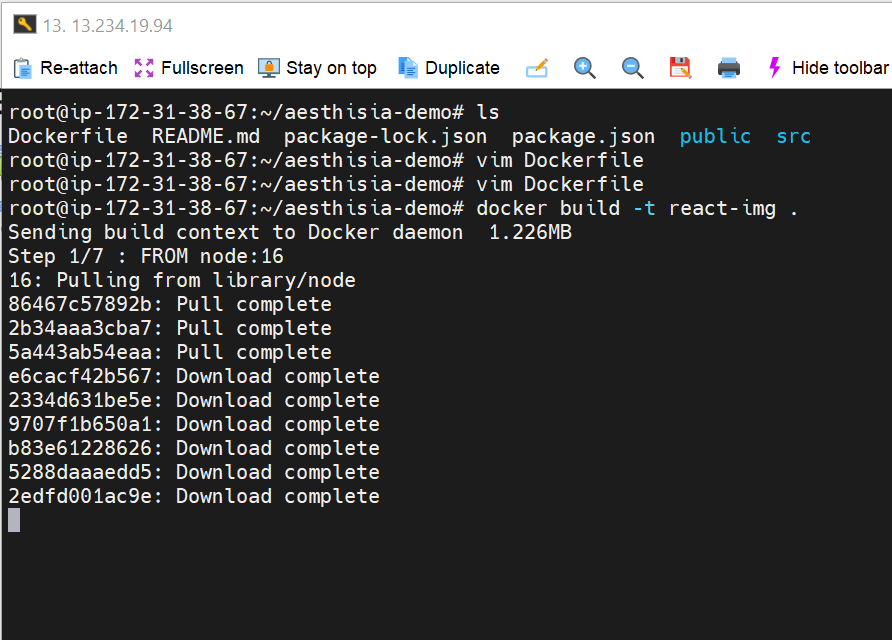 13. 13.234.19.94
Re-attach Fullscreen Stay on top Duplicate Hide toolbar
root@ip-172-31-38-67:~/aesthisia-demo# ls
Dockerfile  README.md  package-lock.json  package.json  public  src
root@ip-172-31-38-67:~/aesthisia-demo# vim Dockerfile
root@ip-172-31-38-67:~/aesthisia-demo# vim Dockerfile
root@ip-172-31-38-67:~/aesthisia-demo# docker build -t react-img .
Sending build context to Docker daemon  1.226MB
Step 1/7 : FROM node:16
16: Pulling from library/node
86467c57892b: Pull complete
2b34aaa3cba7: Pull complete
5a443ab54eaa: Pull complete
e6cacf42b567: Download complete
2334d631be5e: Download complete
9707f1b650a1: Download complete
b83e61228626: Download complete
5288daaaedd5: Download complete
2edfd001ac9e: Download complete